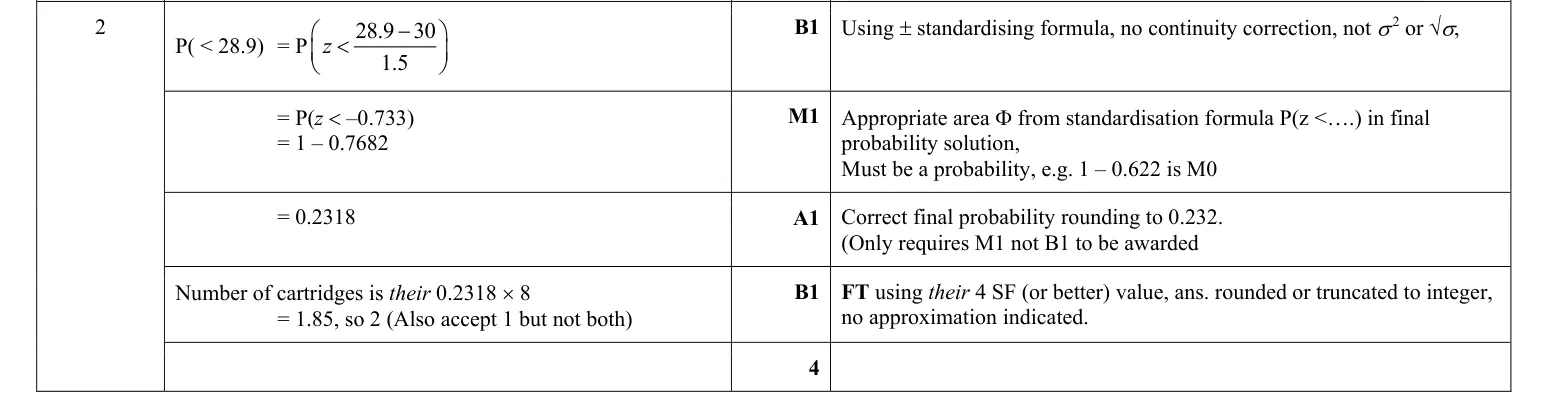 2
P( < 28.9) = P( z < (28.9 − 30)/1.5 )
B1
Using ± standardising formula, no continuity correction, not σ² or √σ,
= P(z < –0.733)
= 1 – 0.7682
M1
Appropriate area Φ from standardisation formula P(z <….) in final
probability solution,
Must be a probability, e.g. 1 – 0.622 is M0
= 0.2318
A1
Correct final probability rounding to 0.232.
(Only requires M1 not B1 to be awarded
Number of cartridges is their 0.2318 × 8
= 1.85, so 2 (Also accept 1 but not both)
B1
FT using their 4 SF (or better) value, ans. rounded or truncated to integer,
no approximation indicated.
4